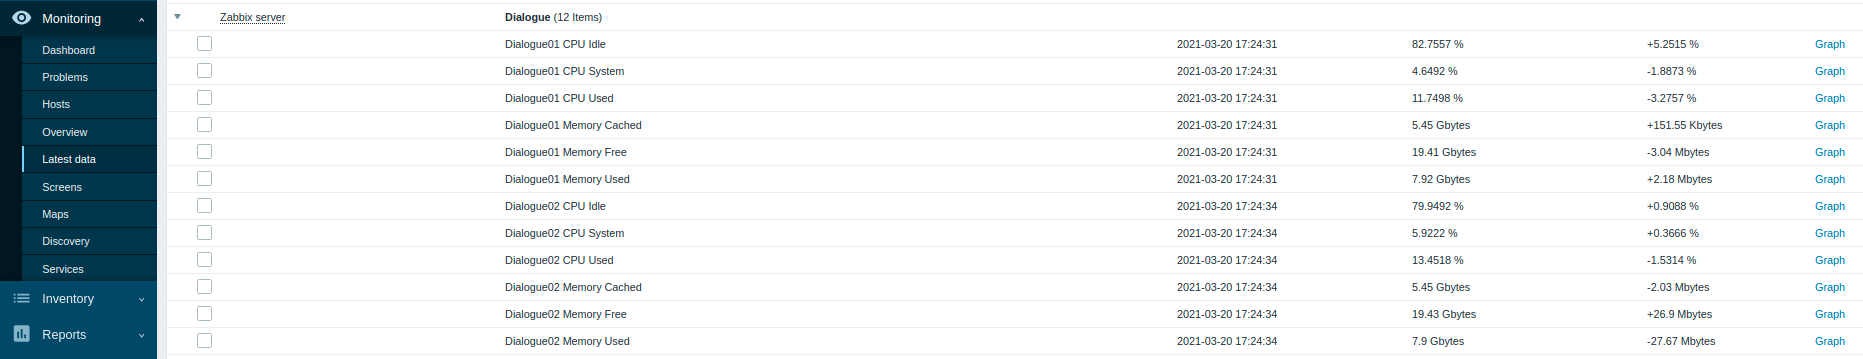 Monitoring
Dashboard
Problems
Hosts
Overview
Latest data
Screens
Maps
Discovery
Services
Inventory
Reports
Zabbix server Dialogue (12 Items)
Dialogue01 CPU Idle 2021-03-20 17:24:31 82.7557 % +5.2515 % Graph
Dialogue01 CPU System 2021-03-20 17:24:31 4.6492 % -1.8873 % Graph
Dialogue01 CPU Used 2021-03-20 17:24:31 11.7498 % -3.2757 % Graph
Dialogue01 Memory Cached 2021-03-20 17:24:31 5.45 Gbytes +151.55 Kbytes Graph
Dialogue01 Memory Free 2021-03-20 17:24:31 19.41 Gbytes -3.04 Mbytes Graph
Dialogue01 Memory Used 2021-03-20 17:24:31 7.92 Gbytes +2.18 Mbytes Graph
Dialogue02 CPU Idle 2021-03-20 17:24:34 79.9492 % +0.9088 % Graph
Dialogue02 CPU System 2021-03-20 17:24:34 5.9222 % +0.3666 % Graph
Dialogue02 CPU Used 2021-03-20 17:24:34 13.4518 % -1.5314 % Graph
Dialogue02 Memory Cached 2021-03-20 17:24:34 5.45 Gbytes -2.03 Mbytes Graph
Dialogue02 Memory Free 2021-03-20 17:24:34 19.43 Gbytes +26.9 Mbytes Graph
Dialogue02 Memory Used 2021-03-20 17:24:34 7.9 Gbytes -27.67 Mbytes Graph